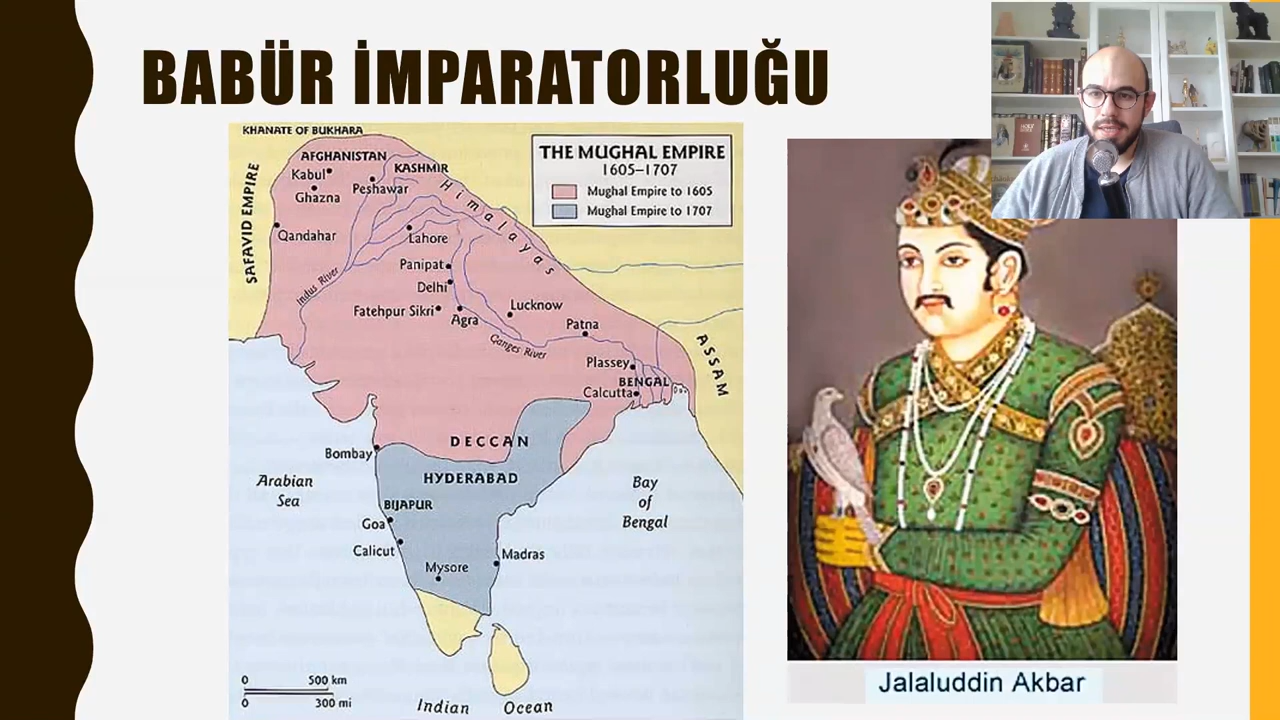 BABÜR İMPARATORLUĞU
KHANATE OF BUKHARA
THE MUGHAL EMPIRE
1605–1707
Mughal Empire to 1605
Mughal Empire to 1707
SAFAVID EMPIRE
AFGHANISTAN
Kabul
Ghazna
Peshawar
KASHMIR
Himalayas
Qandahar
Lahore
Indus River
Panipat
Delhi
Fatehpur Sikri
Agra
Lucknow
Patna
Ganges River
Plassey
BENGAL
Calcutta
ASSAM
DECCAN
Bombay
HYDERABAD
Arabian
Sea
Bay
of
Bengal
BIJAPUR
Goa
Calicut
Madras
Mysore
0 500 km
0 300 mi
Indian Ocean
Jalaluddin Akbar